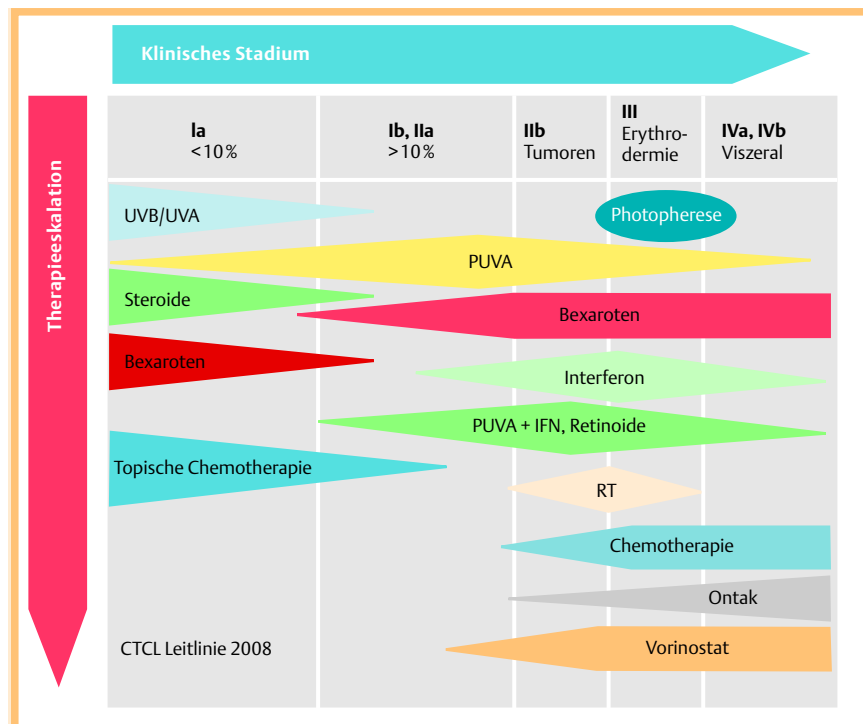 Klinisches Stadium
Therapieeskalation
Ia
<10%
Ib, IIa
>10%
IIb
Tumoren
III
Erythro-
dermie
IVa, IVb
Viszeral
UVB/UVA
Photopherese
PUVA
Steroide
Bexaroten
Bexaroten
Interferon
PUVA + IFN, Retinoide
Topische Chemotherapie
RT
Chemotherapie
Ontak
Vorinostat
CTCL Leitlinie 2008